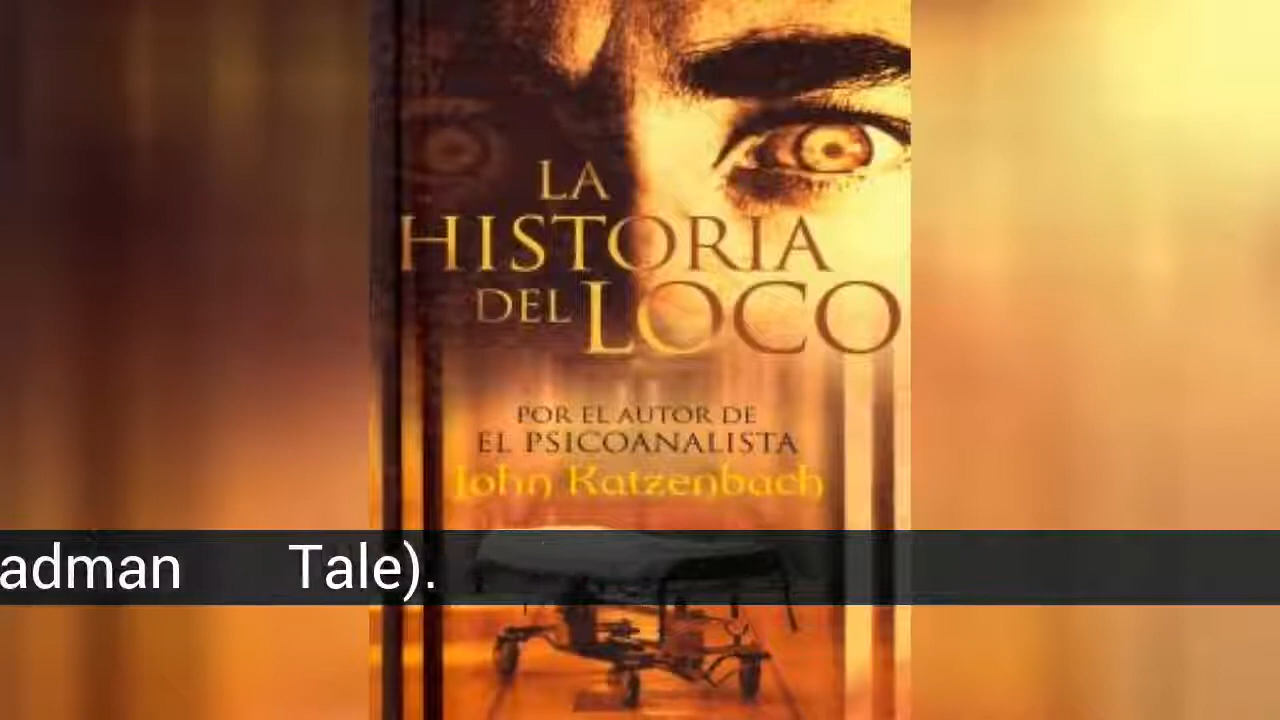 LA
HISTORIA
DEL LOCO
POR EL AUTOR DE
EL PSICOANALISTA
John Katzenbach
adman Tale).